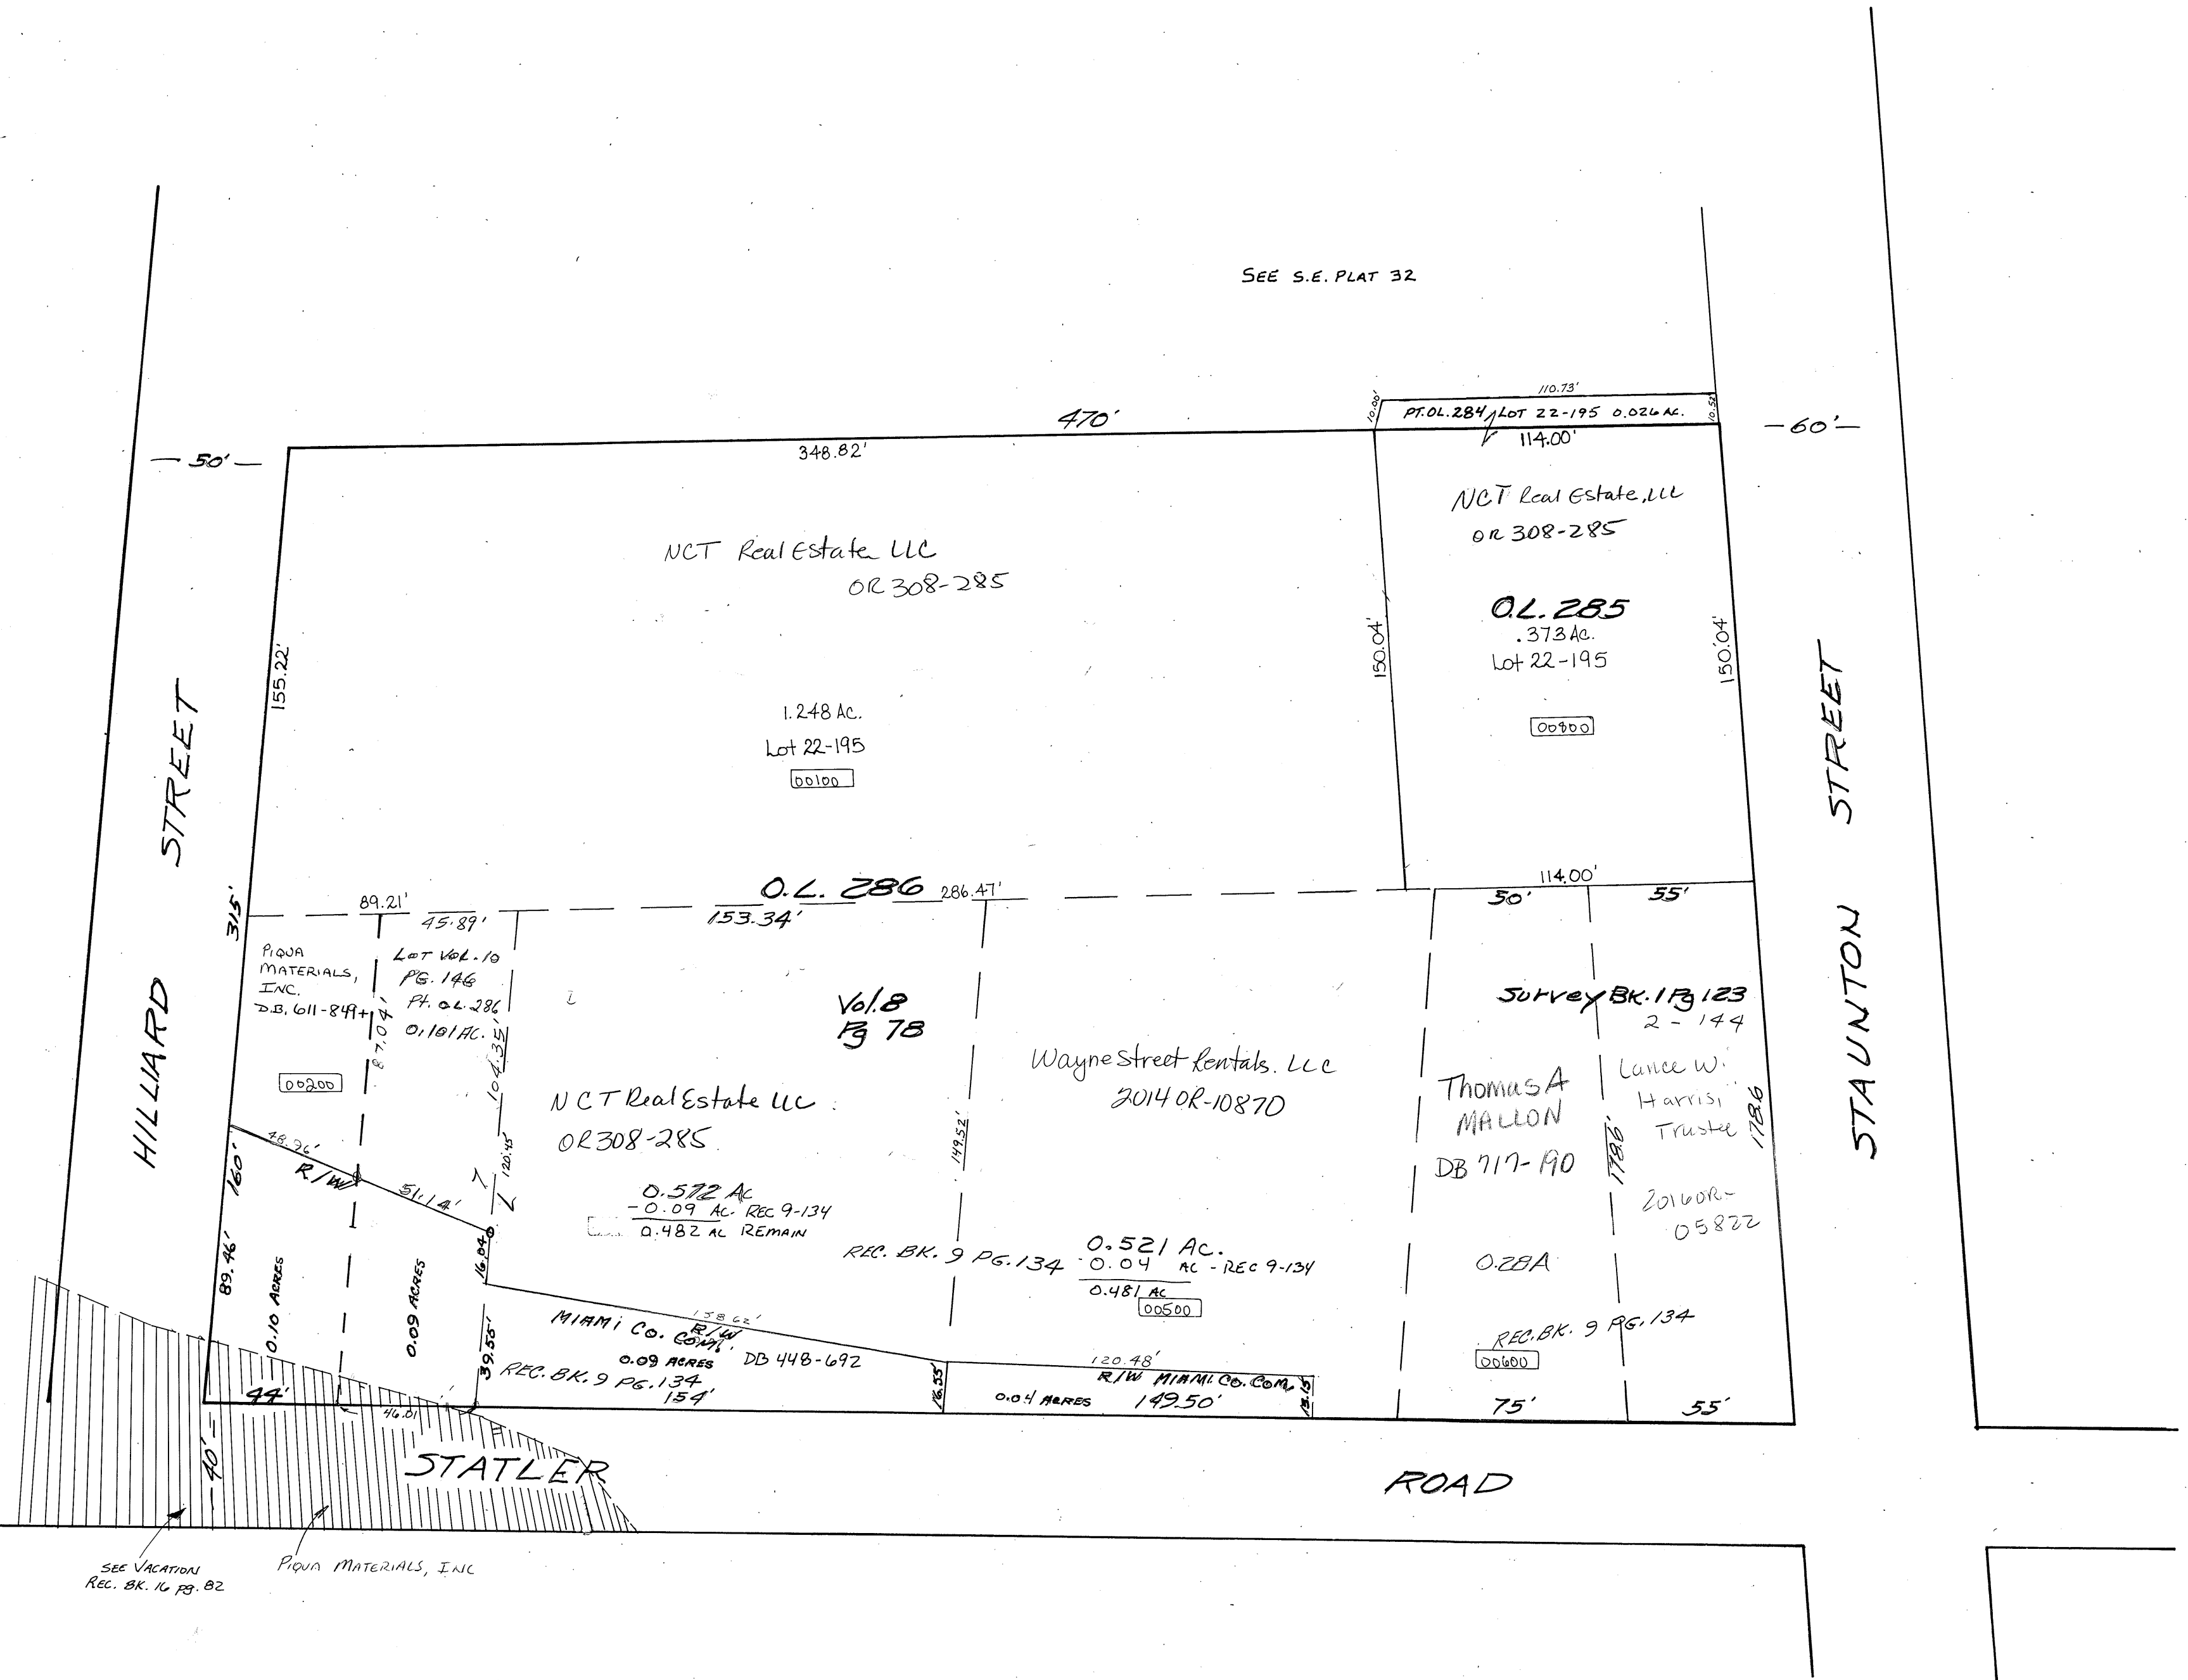 SEE S.E. PLAT 32
110.73'
10.00'
PT. OL. 284 LOT 22-195 0.026 AC.
10.52'
470'
— 50' —
348.82'
114.00'
— 60' —
NCT Real Estate LLC
OR 308-285
NCT Real Estate, LLC
OR 308-285
O.L. 285
.373 AC.
Lot 22-195
00800
155.22'
150.04'
150.04'
1.248 AC.
Lot 22-195
00100
HILLIARD STREET
STAUNTON STREET
315'
O.L. 286
286.47'
89.21'
45.89'
153.34'
114.00'
50'
55'
PIQUA
MATERIALS,
INC.
D.B. 611-849+
00200
87.04'
LOT VOL. 10
PG. 146
Pt. O.L. 286
0.101 AC.
104.35'
120.45'
Vol. 8
Pg 78
NCT Real Estate LLC
OR 308-285
0.572 AC
-0.09 AC. REC 9-134
0.482 AC REMAIN
149.52'
Wayne Street Rentals, LLC
2014 OR-10870
REC. BK. 9 PG. 134
0.521 AC.
0.04 AC - REC 9-134
0.481 AC
00500
Survey BK. 1 Pg 123
2 - 144
Thomas A
MALLON
DB 717-190
178.6'
Lance W.
Harris,
Trustee
178.6
2016 OR-
05822
0.28A
REC. BK. 9 PG. 134
00600
R/W
51.14'
160'
89.46'
0.10 ACRES
0.09 ACRES
16.04
39.55'
MIAMI CO. COM.
R/W
158.62'
0.09 ACRES
DB 448-692
REC. BK. 9 PG. 134
154'
16.55'
120.48'
R/W MIAMI. CO. COM.
0.04 ACRES
149.50'
13.15'
75'
55'
44'
46.01
40'
STATLER ROAD
SEE VACATION
REC. BK. 16 PG. 82
PIQUA MATERIALS, INC